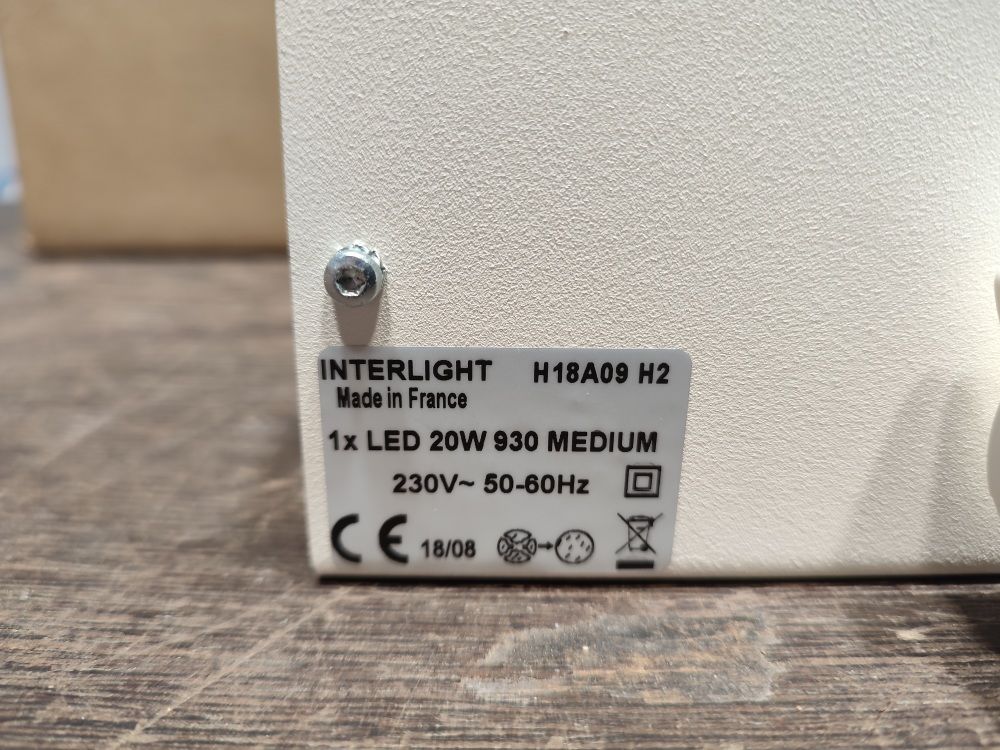 INTERLIGHT H18A09 H2
Made in France
1x LED 20W 930 MEDIUM
230V~ 50-60Hz
CE 18/08